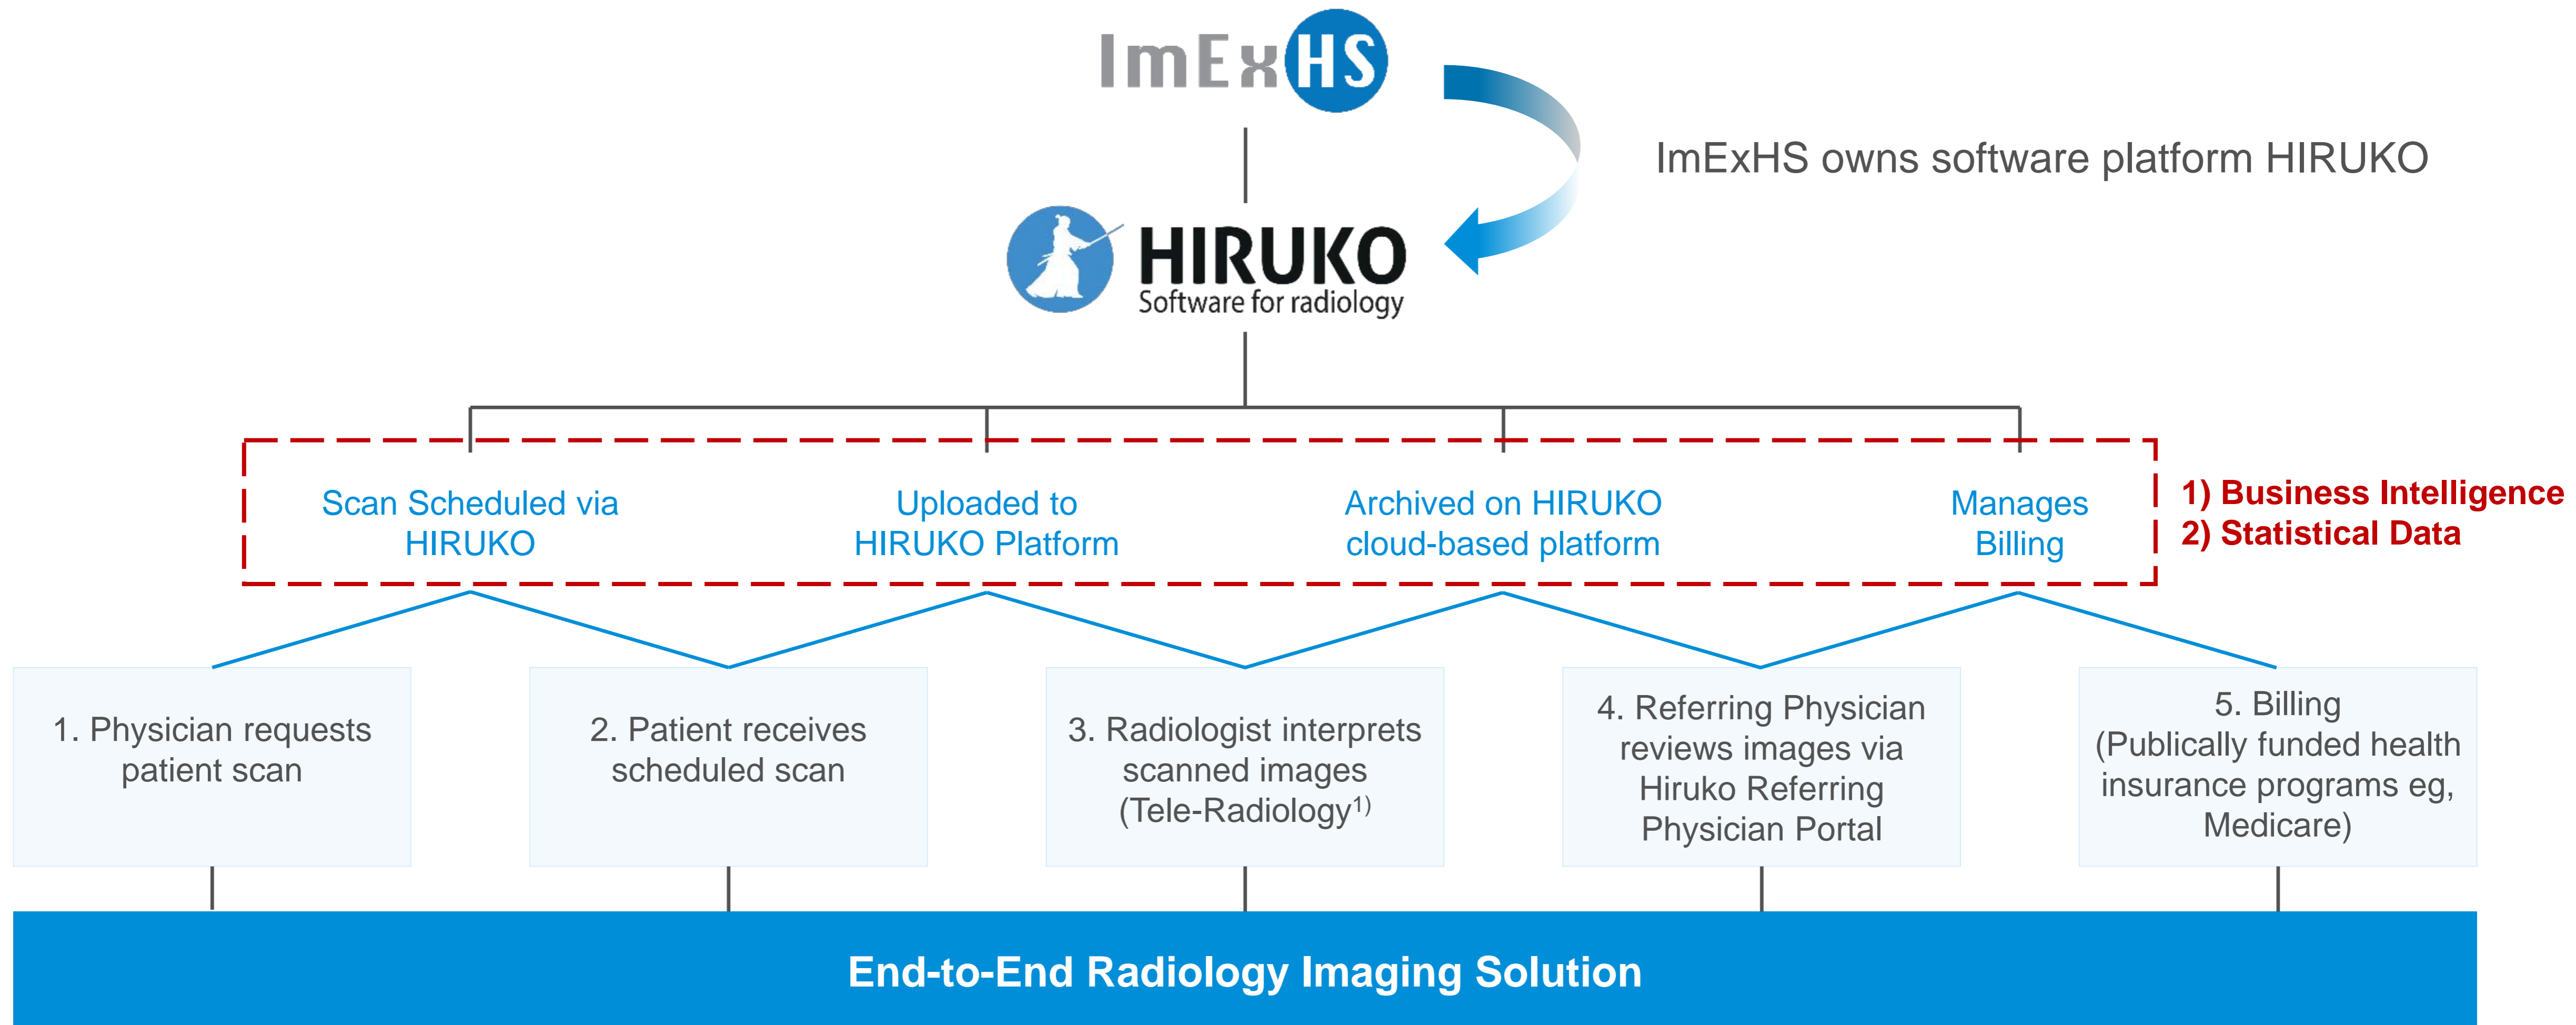 ImExHS
ImExHS owns software platform HIRUKO
HIRUKO
Software for radiology
Scan Scheduled via
HIRUKO
Uploaded to
HIRUKO Platform
Archived on HIRUKO
cloud-based platform
Manages
Billing
1) Business Intelligence
2) Statistical Data
1. Physician requests
patient scan
2. Patient receives
scheduled scan
3. Radiologist interprets
scanned images
(Tele-Radiology¹⁾
4. Referring Physician
reviews images via
Hiruko Referring
Physician Portal
5. Billing
(Publically funded health
insurance programs eg,
Medicare)
End-to-End Radiology Imaging Solution